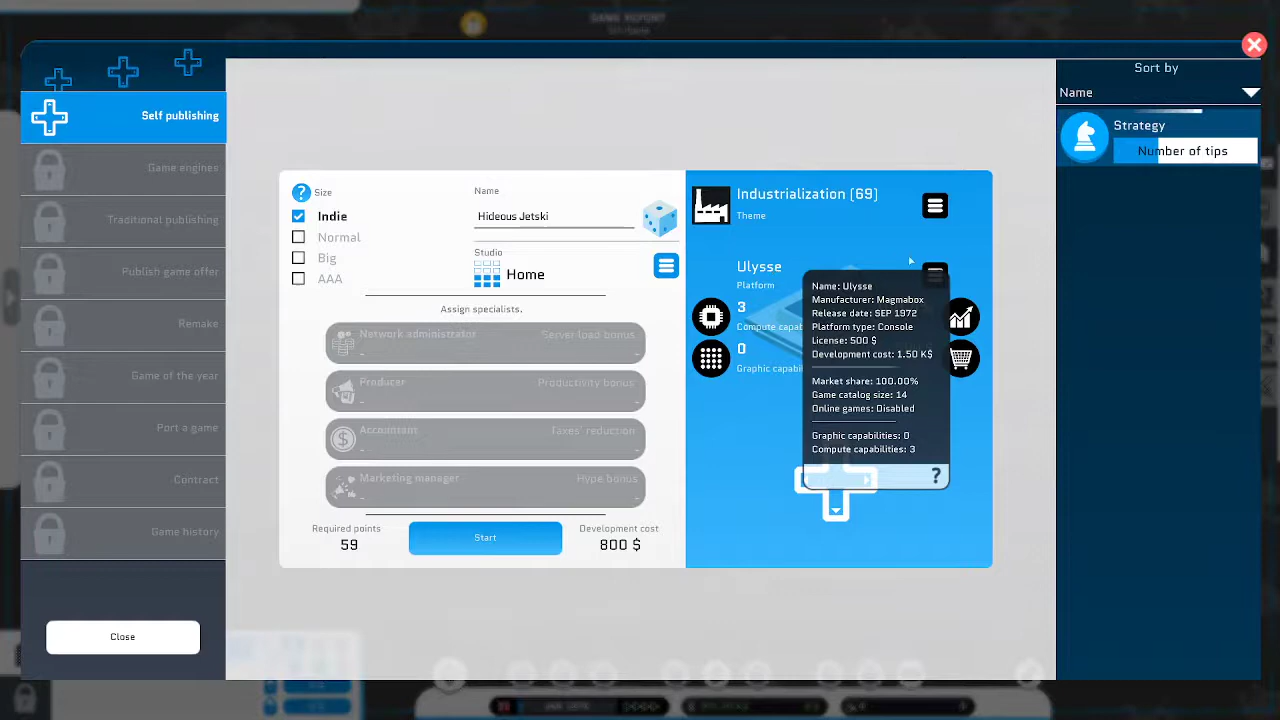 Self publishing
Game engines
Traditional publishing
Publish game offer
Remake
Game of the year
Port a game
Contract
Game history
Close
? Size
Indie
Normal
Big
AAA
Name
Hideous Jetski
Studio
Home
Assign specialists.
Network administrator
Server load bonus
-
-
Producer
Productivity bonus
-
-
Accountant
Taxes' reduction
-
-
Marketing manager
Hype bonus
-
-
Required points
59
Start
Development cost
800 $
Industrialization (69)
Theme
Ulysse
Platform
3
Compute capab
0
Graphic capabili
Name: Ulysse
Manufacturer: Magmabox
Release date: SEP 1972
Platform type: Console
License: 500 $
Development cost: 1.50 K$
Market share: 100.00%
Game catalog size: 14
Online games: Disabled
Graphic capabilities: 0
Compute capabilities: 3
?
Sort by
Name
Strategy
Number of tips